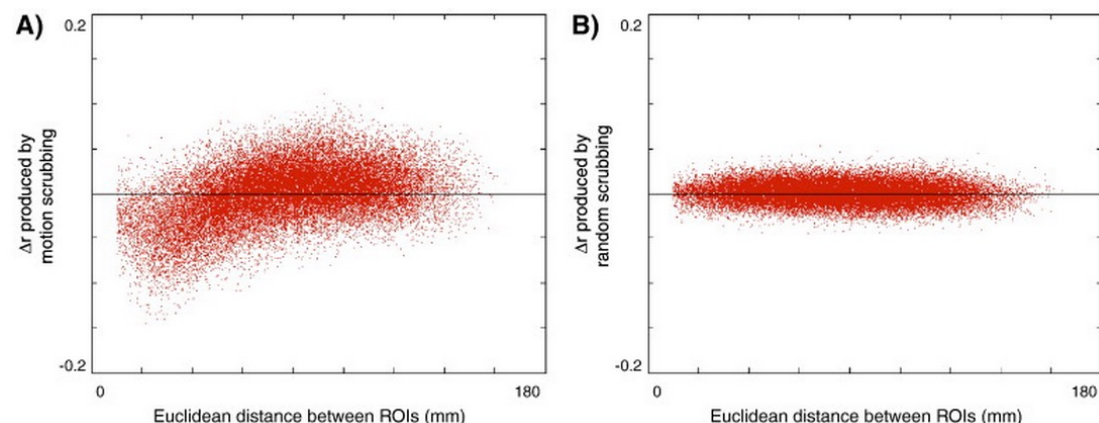 A)
0.2
Δr produced by
motion scrubbing
-0.2
0
180
Euclidean distance between ROIs (mm)
B)
0.2
Δr produced by
random scrubbing
-0.2
0
180
Euclidean distance between ROIs (mm)